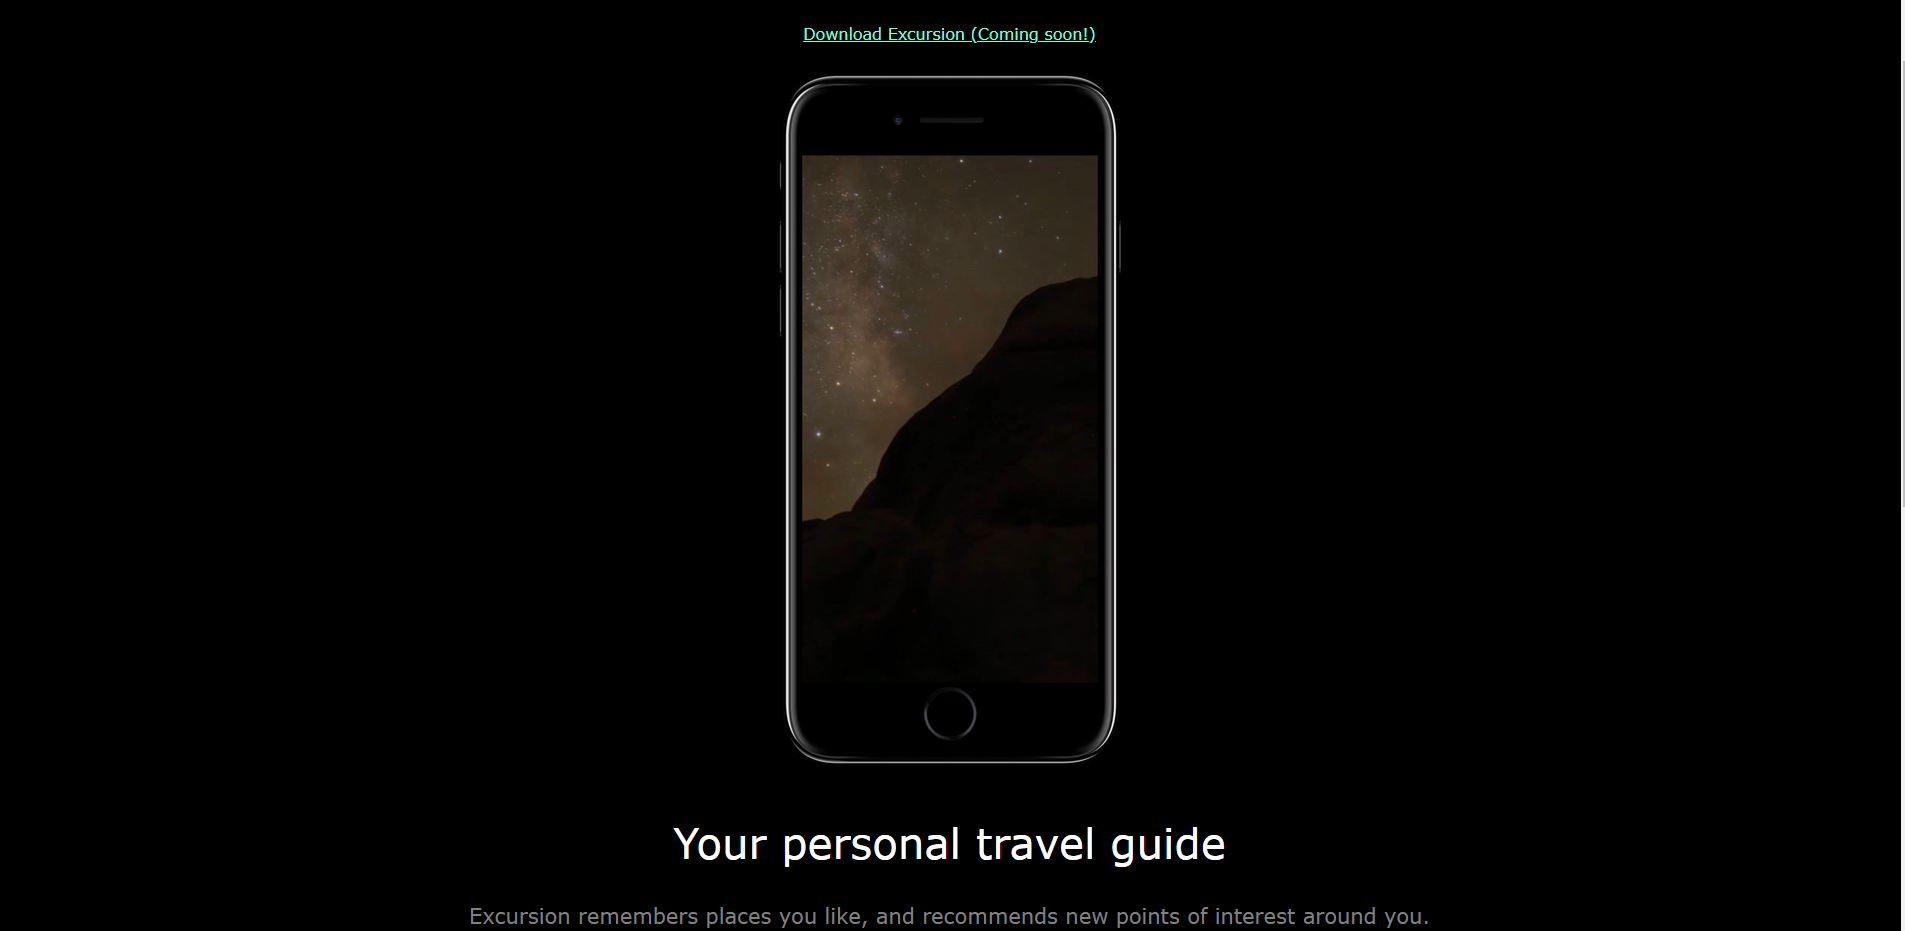 Download Excursion (Coming soon!)
Your personal travel guide
Excursion remembers places you like, and recommends new points of interest around you.